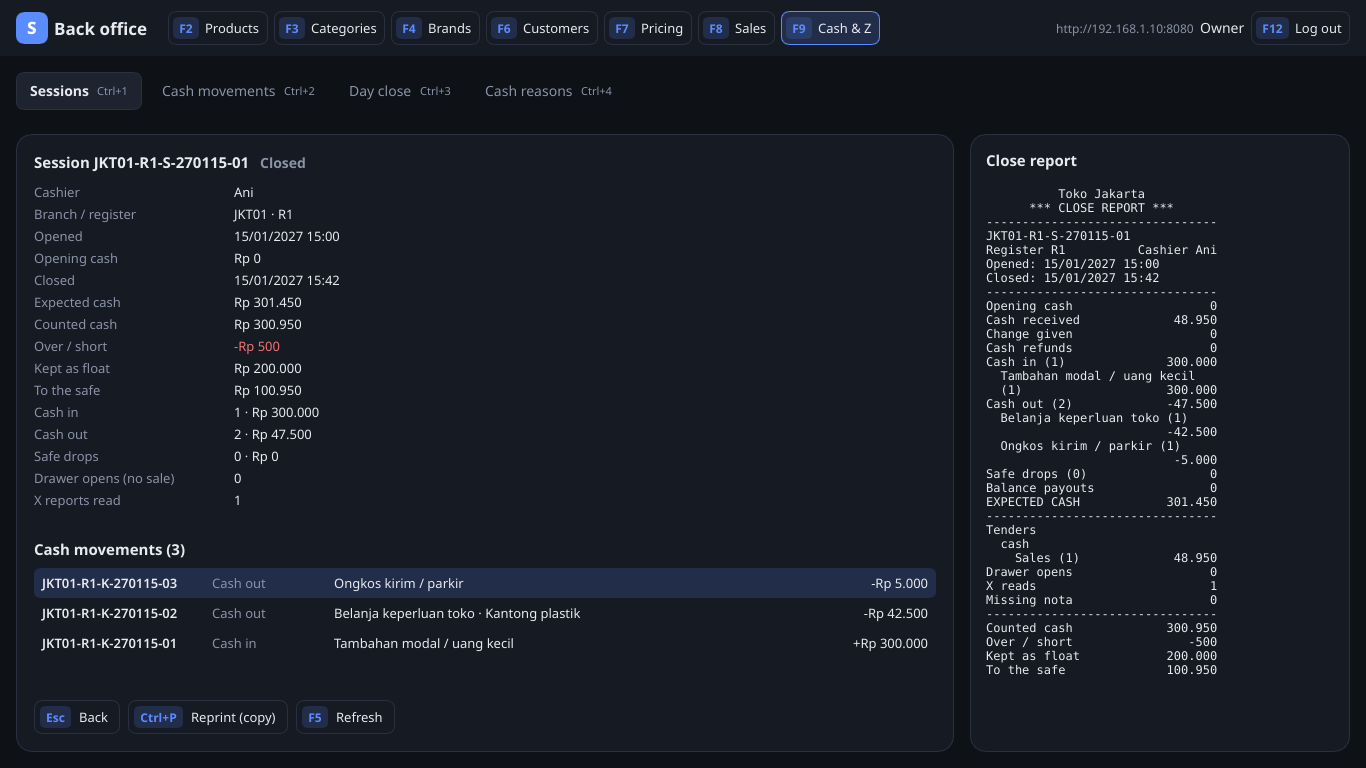 S Back office F2 Products F3 Categories F4 Brands F6 Customers F7 Pricing F8 Sales F9 Cash & Z http://192.168.1.10:8080 Owner F12 Log out
Sessions Ctrl+1 Cash movements Ctrl+2 Day close Ctrl+3 Cash reasons Ctrl+4
Session JKT01-R1-S-270115-01 Closed
Cashier Ani
Branch / register JKT01 · R1
Opened 15/01/2027 15:00
Opening cash Rp 0
Closed 15/01/2027 15:42
Expected cash Rp 301.450
Counted cash Rp 300.950
Over / short -Rp 500
Kept as float Rp 200.000
To the safe Rp 100.950
Cash in 1 · Rp 300.000
Cash out 2 · Rp 47.500
Safe drops 0 · Rp 0
Drawer opens (no sale) 0
X reports read 1
Cash movements (3)
JKT01-R1-K-270115-03 Cash out Ongkos kirim / parkir -Rp 5.000
JKT01-R1-K-270115-02 Cash out Belanja keperluan toko · Kantong plastik -Rp 42.500
JKT01-R1-K-270115-01 Cash in Tambahan modal / uang kecil +Rp 300.000
Esc Back Ctrl+P Reprint (copy) F5 Refresh
Close report
Toko Jakarta
*** CLOSE REPORT ***
--------------------------------
JKT01-R1-S-270115-01
Register R1 Cashier Ani
Opened: 15/01/2027 15:00
Closed: 15/01/2027 15:42
--------------------------------
Opening cash 0
Cash received 48.950
Change given 0
Cash refunds 0
Cash in (1) 300.000
Tambahan modal / uang kecil
(1) 300.000
Cash out (2) -47.500
Belanja keperluan toko (1)
-42.500
Ongkos kirim / parkir (1)
-5.000
Safe drops (0) 0
Balance payouts 0
EXPECTED CASH 301.450
--------------------------------
Tenders
cash
Sales (1) 48.950
Drawer opens 0
X reads 1
Missing nota 0
--------------------------------
Counted cash 300.950
Over / short -500
Kept as float 200.000
To the safe 100.950